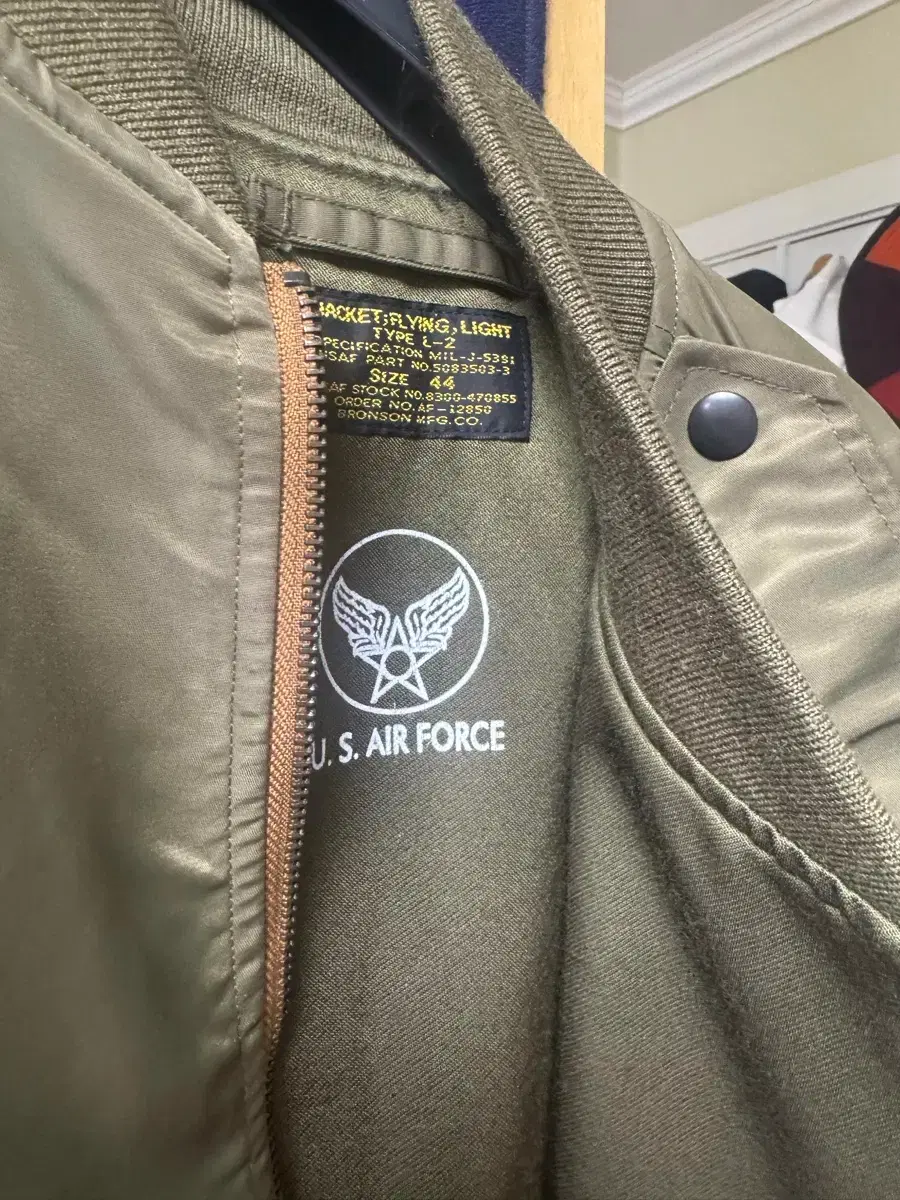 JACKET, FLYING, LIGHT
TYPE L-2
SPECIFICATION MIL-J-5391
USAF PART NO. 5083503-3
SIZE 44
AF STOCK NO. 8300-470855
ORDER NO. AF-12850
BRONSON MFG. CO.
U. S. AIR FORCE